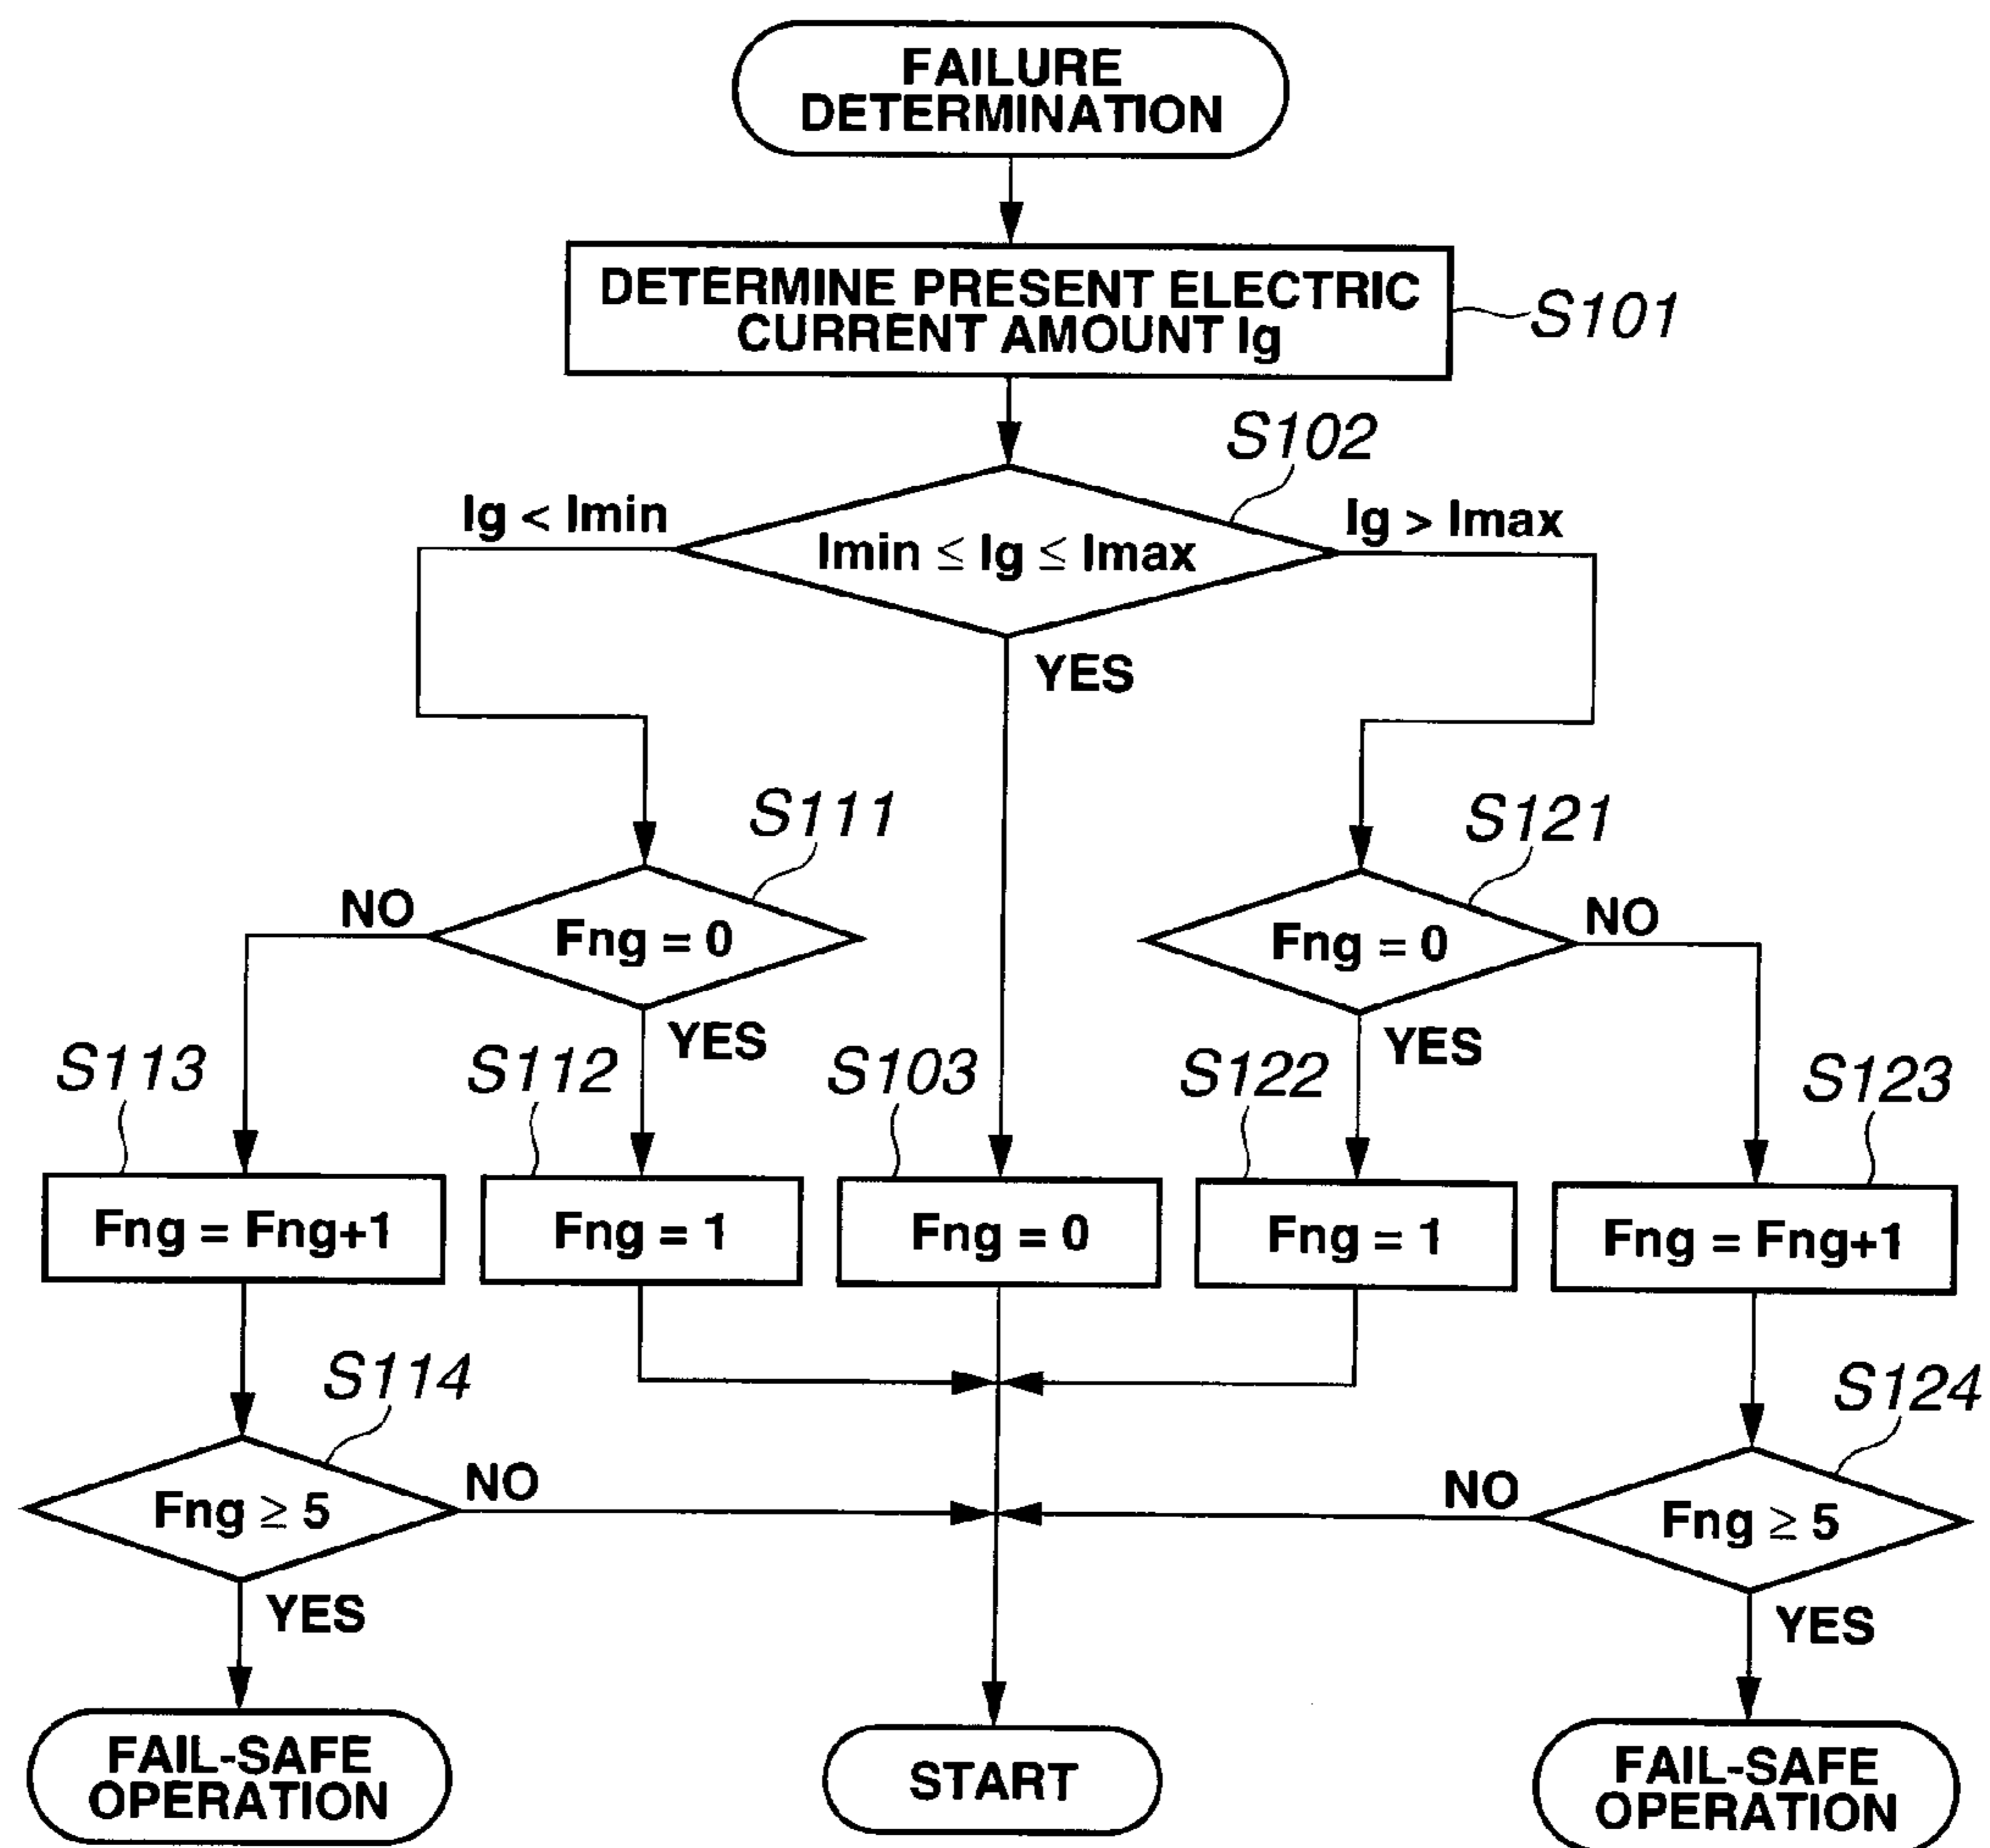 FAILURE
DETERMINATION
DETERMINE PRESENT ELECTRIC
CURRENT AMOUNT Ig
S101
S102
Ig < Imin
Imin ≤ Ig ≤ Imax
Ig > Imax
YES
S111
S121
NO
Fng = 0
Fng = 0
NO
YES
YES
S113
S112
S103
S122
S123
Fng = Fng+1
Fng = 1
Fng = 0
Fng = 1
Fng = Fng+1
S114
S124
Fng ≥ 5
NO
NO
Fng ≥ 5
YES
YES
FAIL-SAFE
OPERATION
START
FAIL-SAFE
OPERATION